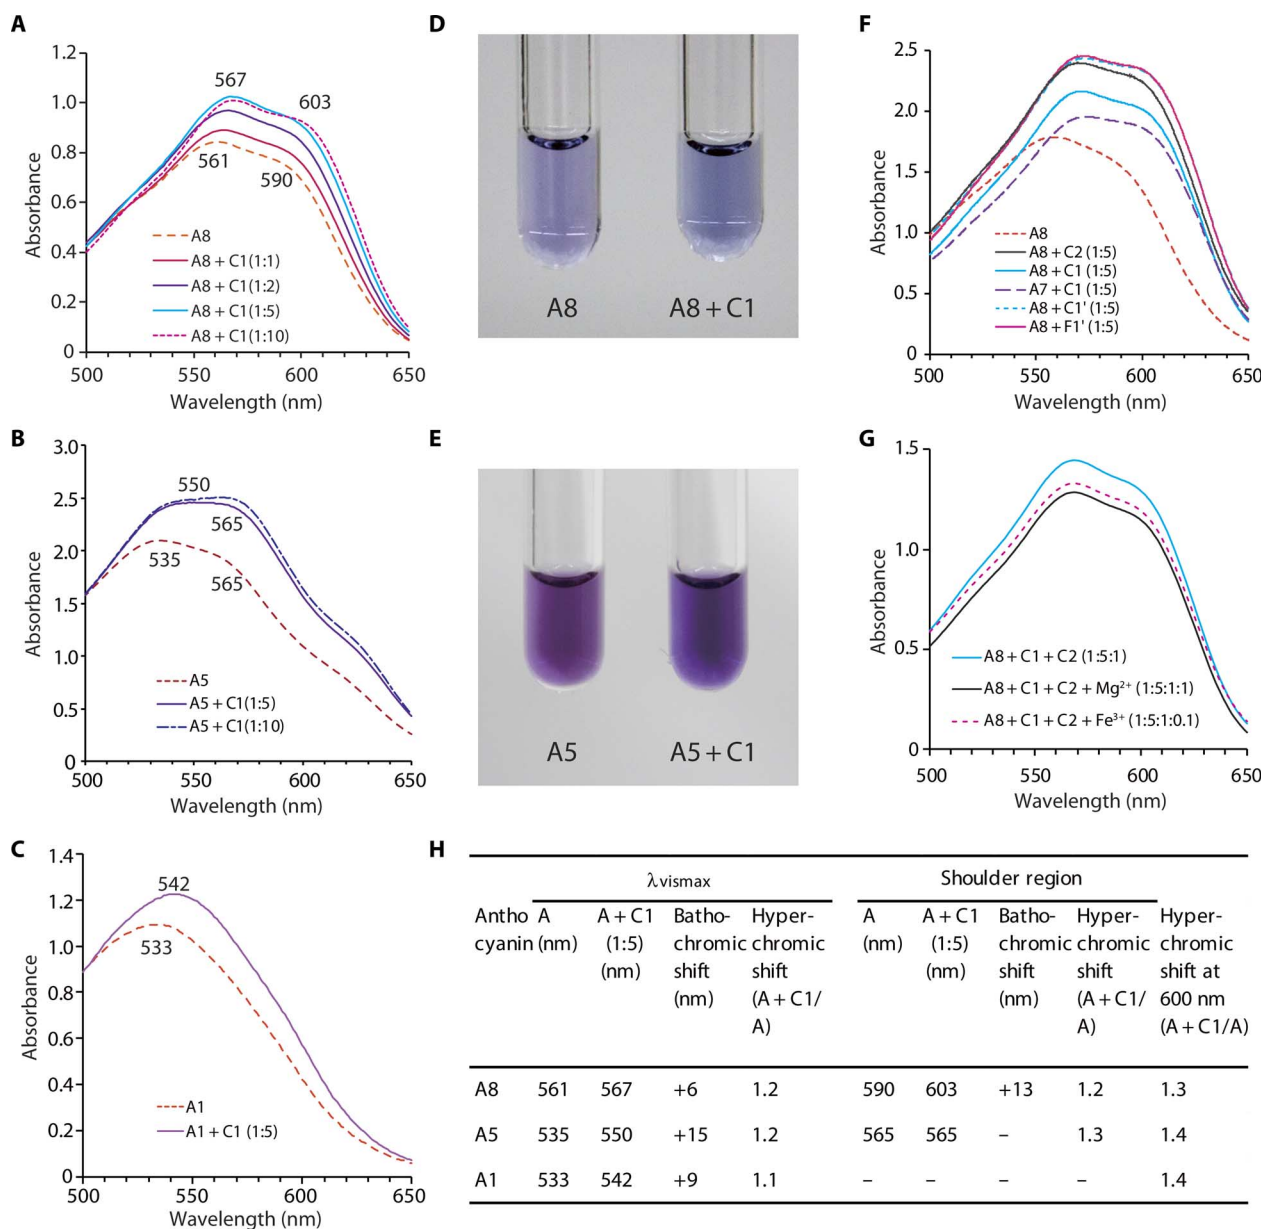 A
1.2
1.0
0.8
0.6
0.4
0.2
0
Absorbance
567
603
561
590
A8
A8 + C1 (1:1)
A8 + C1 (1:2)
A8 + C1 (1:5)
A8 + C1 (1:10)
500 550 600 650
Wavelength (nm)
D
A8 A8 + C1
F
2.5
2.0
1.5
1.0
0.5
0
Absorbance
A8
A8 + C2 (1:5)
A8 + C1 (1:5)
A7 + C1 (1:5)
A8 + C1' (1:5)
A8 + F1' (1:5)
500 550 600 650
Wavelength (nm)
B
3.0
2.5
2.0
1.5
1.0
0.5
0
Absorbance
550
565
535
565
A5
A5 + C1 (1:5)
A5 + C1 (1:10)
500 550 600 650
Wavelength (nm)
E
A5 A5 + C1
G
1.5
1.0
0.5
0
Absorbance
A8 + C1 + C2 (1:5:1)
A8 + C1 + C2 + Mg²⁺ (1:5:1:1)
A8 + C1 + C2 + Fe³⁺ (1:5:1:0.1)
500 550 600 650
Wavelength (nm)
C
1.4
1.2
1.0
0.8
0.6
0.4
0.2
0
Absorbance
542
533
A1
A1 + C1 (1:5)
500 550 600 650
Wavelength (nm)
H
λvismax Shoulder region
Antho A A + C1 Batho- Hyper- A A + C1 Batho- Hyper- Hyper-
cyanin (nm) (1:5) chromic chromic (nm) (1:5) chromic chromic chromic
(nm) shift shift (nm) shift shift shift at
(nm) (A + C1/ (nm) (A + C1/ 600 nm
A) A) (A + C1/A)
A8 561 567 +6 1.2 590 603 +13 1.2 1.3
A5 535 550 +15 1.2 565 565 – 1.3 1.4
A1 533 542 +9 1.1 – – – – 1.4